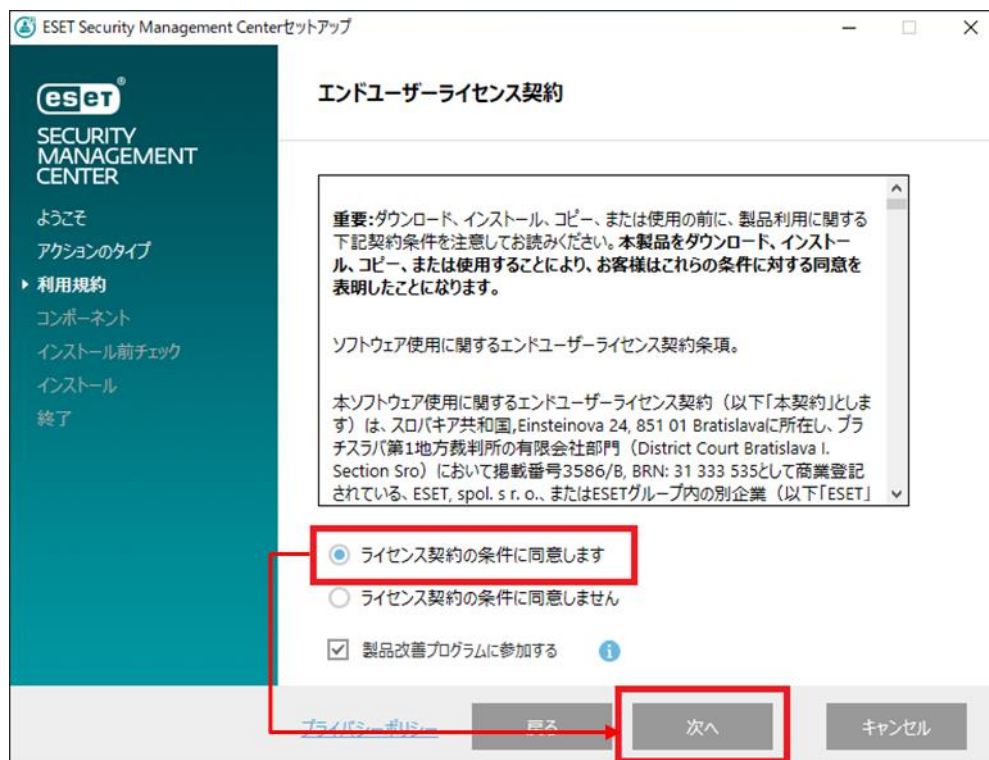 ESET Security Management Centerセットアップ
eset
SECURITY
MANAGEMENT
CENTER
ようこそ
アクションのタイプ
利用規約
コンポーネント
インストール前チェック
インストール
終了
エンドユーザーライセンス契約
重要:ダウンロード、インストール、コピー、または使用の前に、製品利用に関する
下記契約条件を注意してお読みください。本製品をダウンロード、インストー
ル、コピー、または使用することにより、お客様はこれらの条件に対する同意を
表明したことになります。
ソフトウェア使用に関するエンドユーザーライセンス契約条項。
本ソフトウェア使用に関するエンドユーザーライセンス契約（以下「本契約」としま
す）は、スロバキア共和国,Einsteinova 24, 851 01 Bratislavaに所在し、ブラ
チスラバ第1地方裁判所の有限会社部門（District Court Bratislava I.
Section Sro）において掲載番号3586/B, BRN: 31 333 535として商業登記
されている、ESET, spol. s r. o.、またはESETグループ内の別企業（以下「ESET」
ライセンス契約の条件に同意します
ライセンス契約の条件に同意しません
製品改善プログラムに参加する
プライバシーポリシー
戻る
次へ
キャンセル